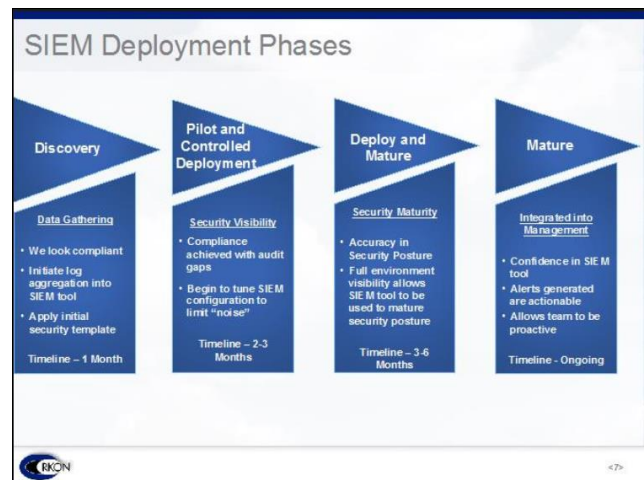 SIEM Deployment Phases
Discovery
Data Gathering
• We look compliant
• Initiate log
aggregation into
SIEM tool
• Apply initial
security template
Timeline – 1 Month
Pilot and
Controlled
Deployment
Security Visibility
• Compliance
achieved with audit
gaps
• Begin to tune SIEM
configuration to
limit “noise”
Timeline – 2-3
Months
Deploy and
Mature
Security Maturity
• Accuracy in
Security Posture
• Full environment
visibility allows
SIEM tool to be
used to mature
security posture
Timeline – 3-6
Months
Mature
Integrated into
Management
• Confidence in SIEM
tool
• Alerts generated
are actionable
• Allows team to be
proactive
Timeline - Ongoing
RKON
<7>